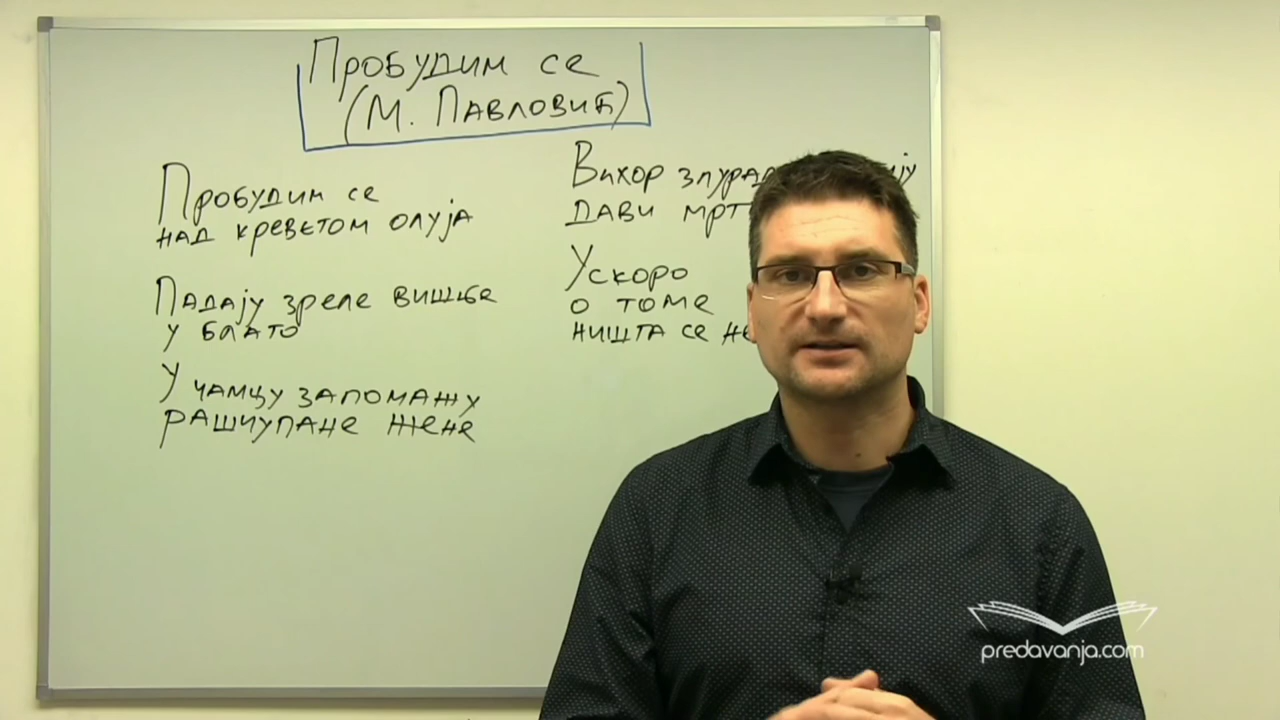 Пробудим се
(М. Павловић)
Пробудим се
над креветом олуја
Падају зреле вишње
у блато
У чамцу запомажу
рашчупане жене
Вихор
дави
Ускоро
о томе
ништа се
predavanja.com